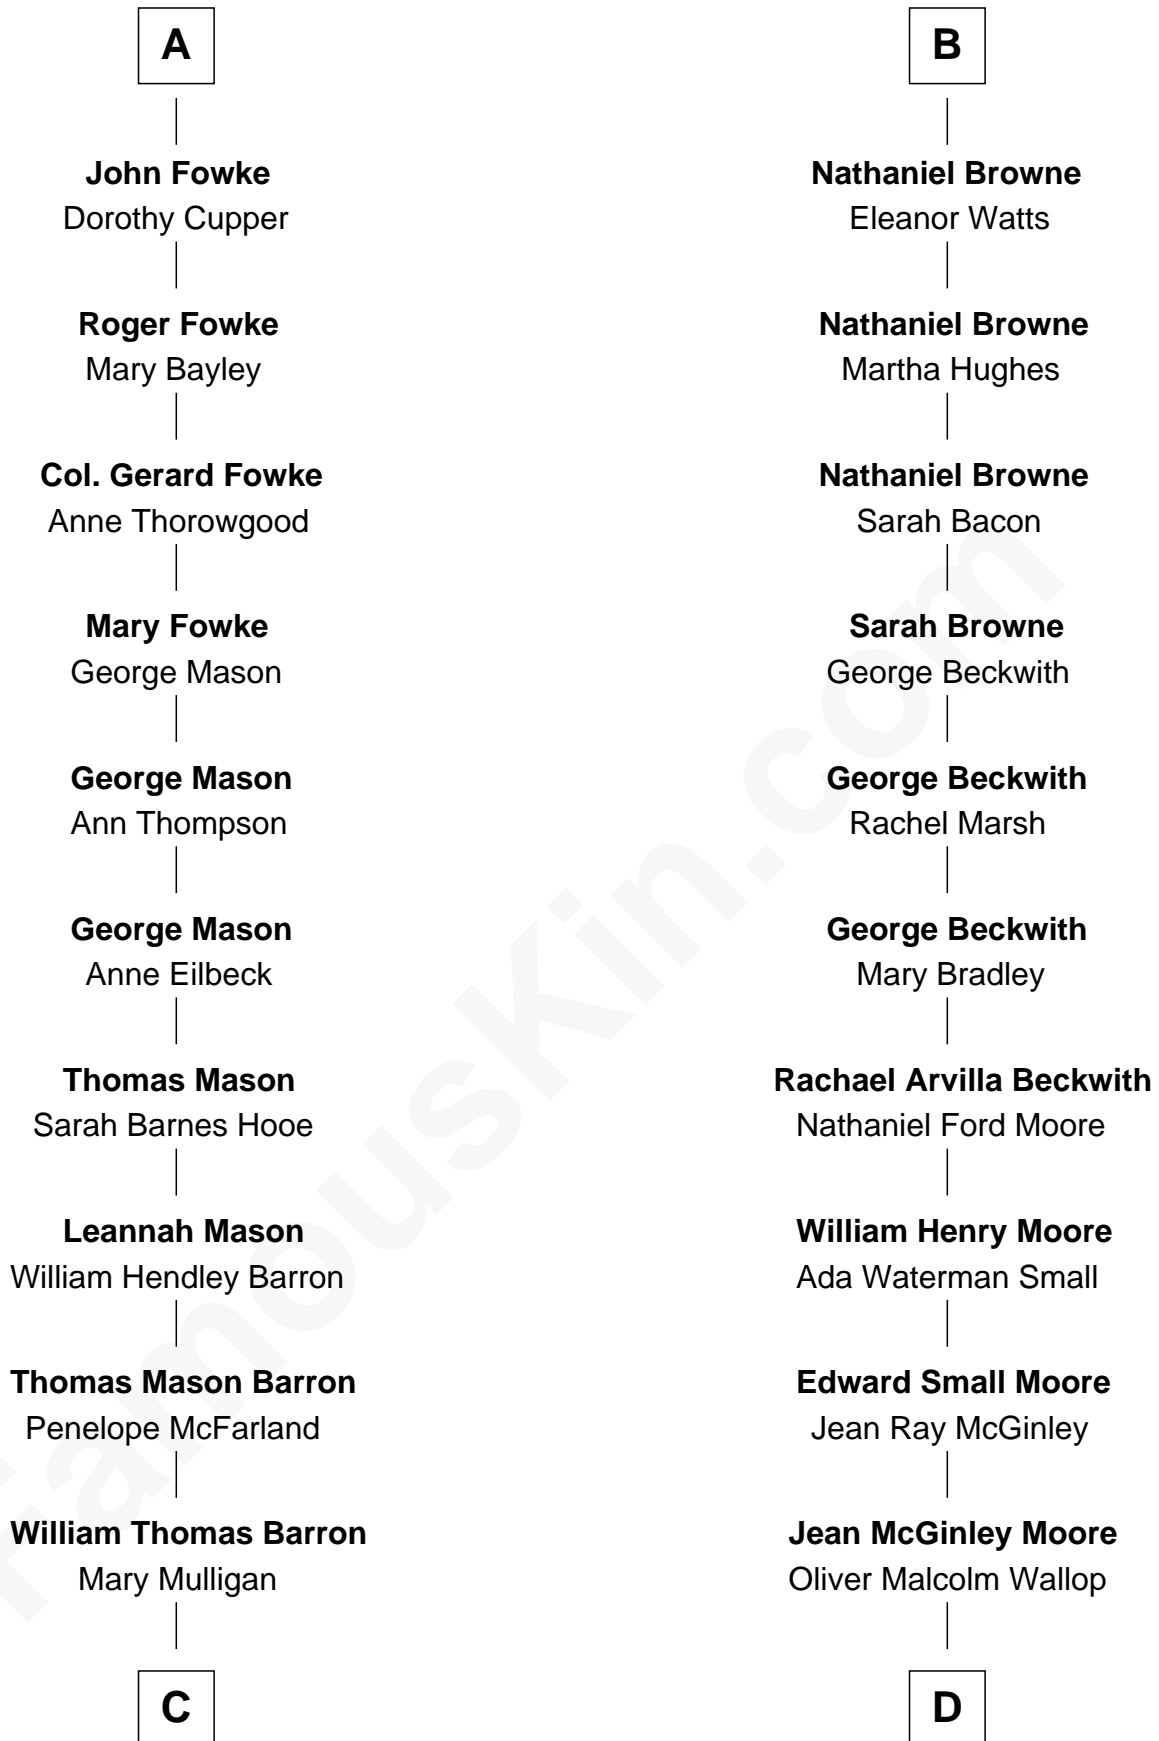 A
John Fowke
Dorothy Cupper
Roger Fowke
Mary Bayley
Col. Gerard Fowke
Anne Thorowgood
Mary Fowke
George Mason
George Mason
Ann Thompson
George Mason
Anne Eilbeck
Thomas Mason
Sarah Barnes Hooe
Leannah Mason
William Hendley Barron
Thomas Mason Barron
Penelope McFarland
William Thomas Barron
Mary Mulligan
C
B
Nathaniel Browne
Eleanor Watts
Nathaniel Browne
Martha Hughes
Nathaniel Browne
Sarah Bacon
Sarah Browne
George Beckwith
George Beckwith
Rachel Marsh
George Beckwith
Mary Bradley
Rachael Arvilla Beckwith
Nathaniel Ford Moore
William Henry Moore
Ada Waterman Small
Edward Small Moore
Jean Ray McGinley
Jean McGinley Moore
Oliver Malcolm Wallop
D
FamousKin.com